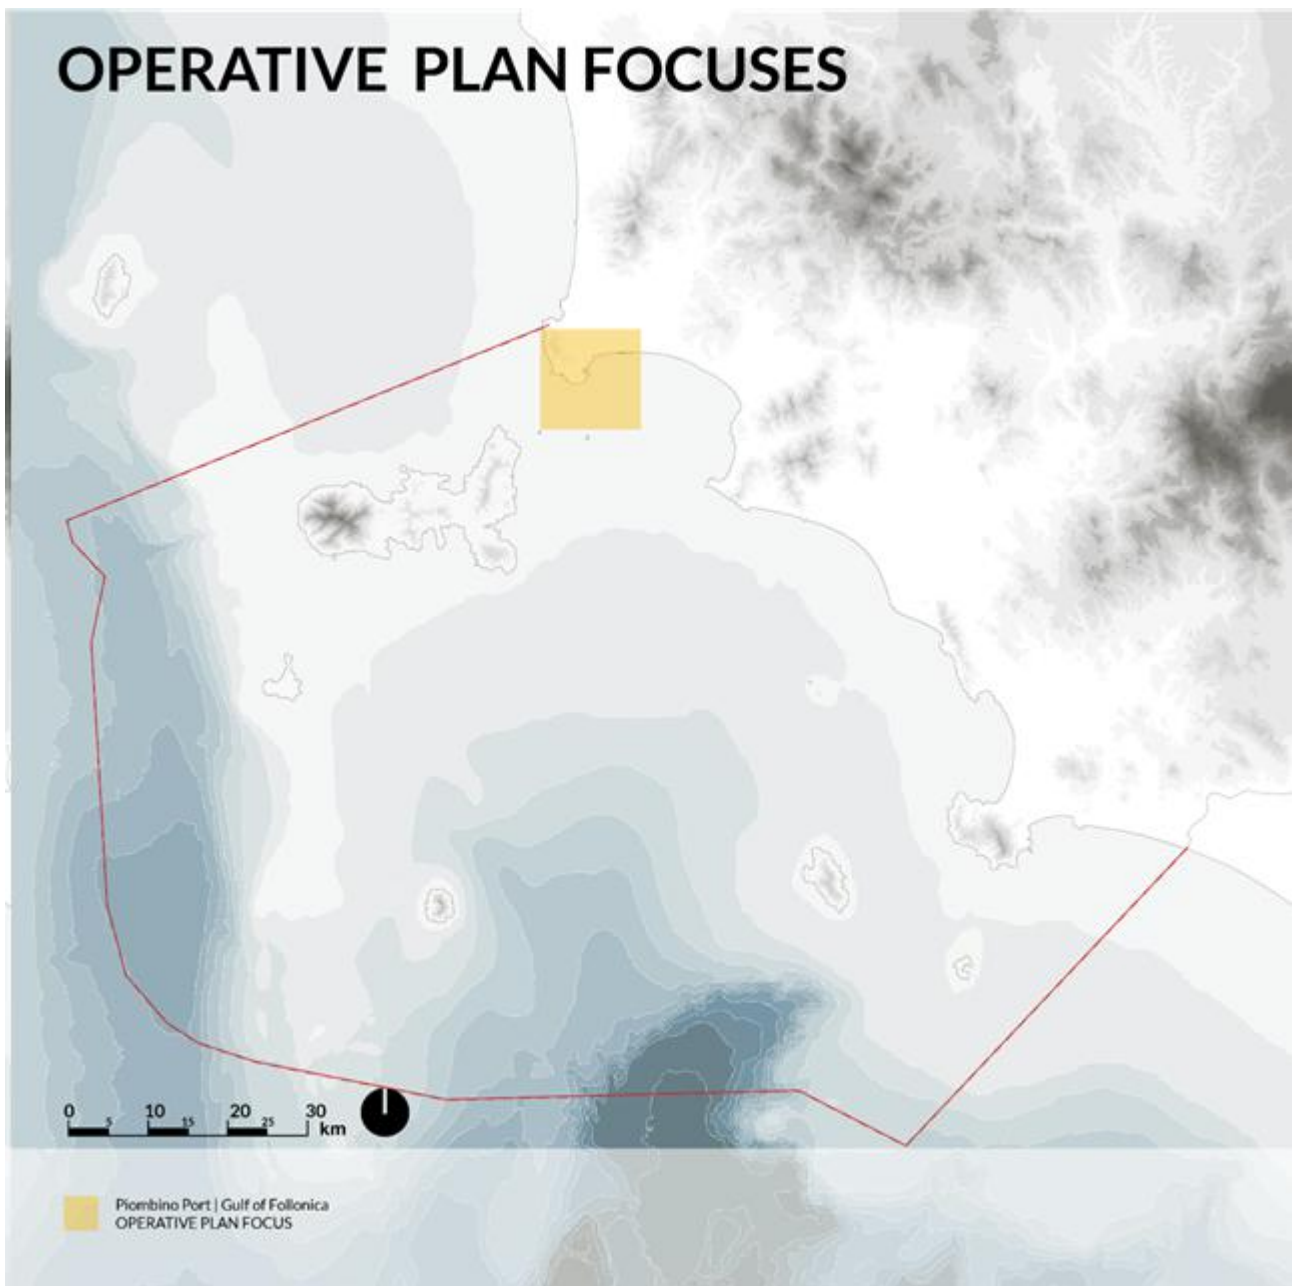 OPERATIVE PLAN FOCUSES
0 5 10 15 20 25 30
km
Piombino Port | Gulf of Follonica
OPERATIVE PLAN FOCUS